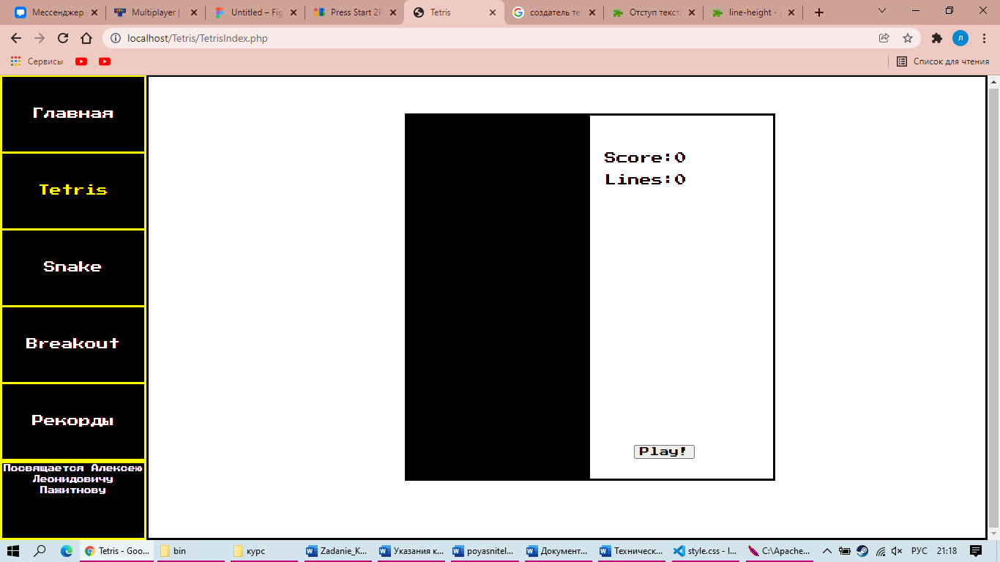 Мессенджер
Multiplayer |
Untitled – Fig
Press Start 2P
Tetris
создатель тет
Отступ текста
line-height -
localhost/Tetris/TetrisIndex.php
л
Сервисы
Список для чтения
Главная
Tetris
Snake
Breakout
Рекорды
Посвящается Алексею
Леонидовичу
Пажитнову
Score:0
Lines:0
Play!
Tetris - Goo...
bin
курс
Zadanie_K...
Указания к...
poyasnitel...
Документ...
Техническ...
style.css - I...
C:\Apache...
РУС
21:18